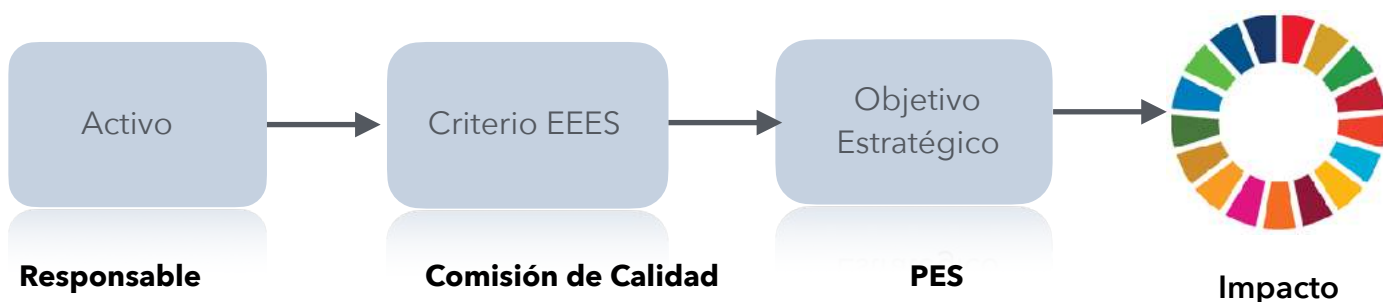 Activo
Criterio EEES
Objetivo
Estratégico
Responsable
Comisión de Calidad
PES
Impacto